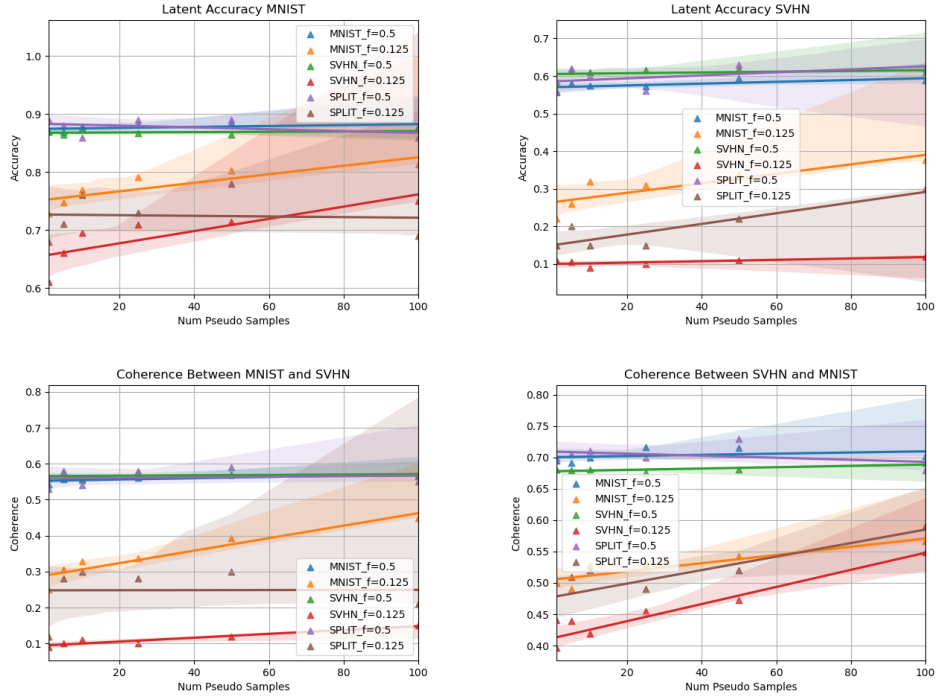 Latent Accuracy MNIST
1.0
0.9
0.8
0.7
0.6
Accuracy
MNIST_f=0.5
MNIST_f=0.125
SVHN_f=0.5
SVHN_f=0.125
SPLIT_f=0.5
SPLIT_f=0.125
20 40 60 80 100
Num Pseudo Samples
Latent Accuracy SVHN
0.7
0.6
0.5
0.4
0.3
0.2
0.1
Accuracy
MNIST_f=0.5
MNIST_f=0.125
SVHN_f=0.5
SVHN_f=0.125
SPLIT_f=0.5
SPLIT_f=0.125
20 40 60 80 100
Num Pseudo Samples
Coherence Between MNIST and SVHN
0.8
0.7
0.6
0.5
0.4
0.3
0.2
0.1
Coherence
MNIST_f=0.5
MNIST_f=0.125
SVHN_f=0.5
SVHN_f=0.125
SPLIT_f=0.5
SPLIT_f=0.125
20 40 60 80 100
Num Pseudo Samples
Coherence Between SVHN and MNIST
0.80
0.75
0.70
0.65
0.60
0.55
0.50
0.45
0.40
Coherence
MNIST_f=0.5
MNIST_f=0.125
SVHN_f=0.5
SVHN_f=0.125
SPLIT_f=0.5
SPLIT_f=0.125
20 40 60 80 100
Num Pseudo Samples